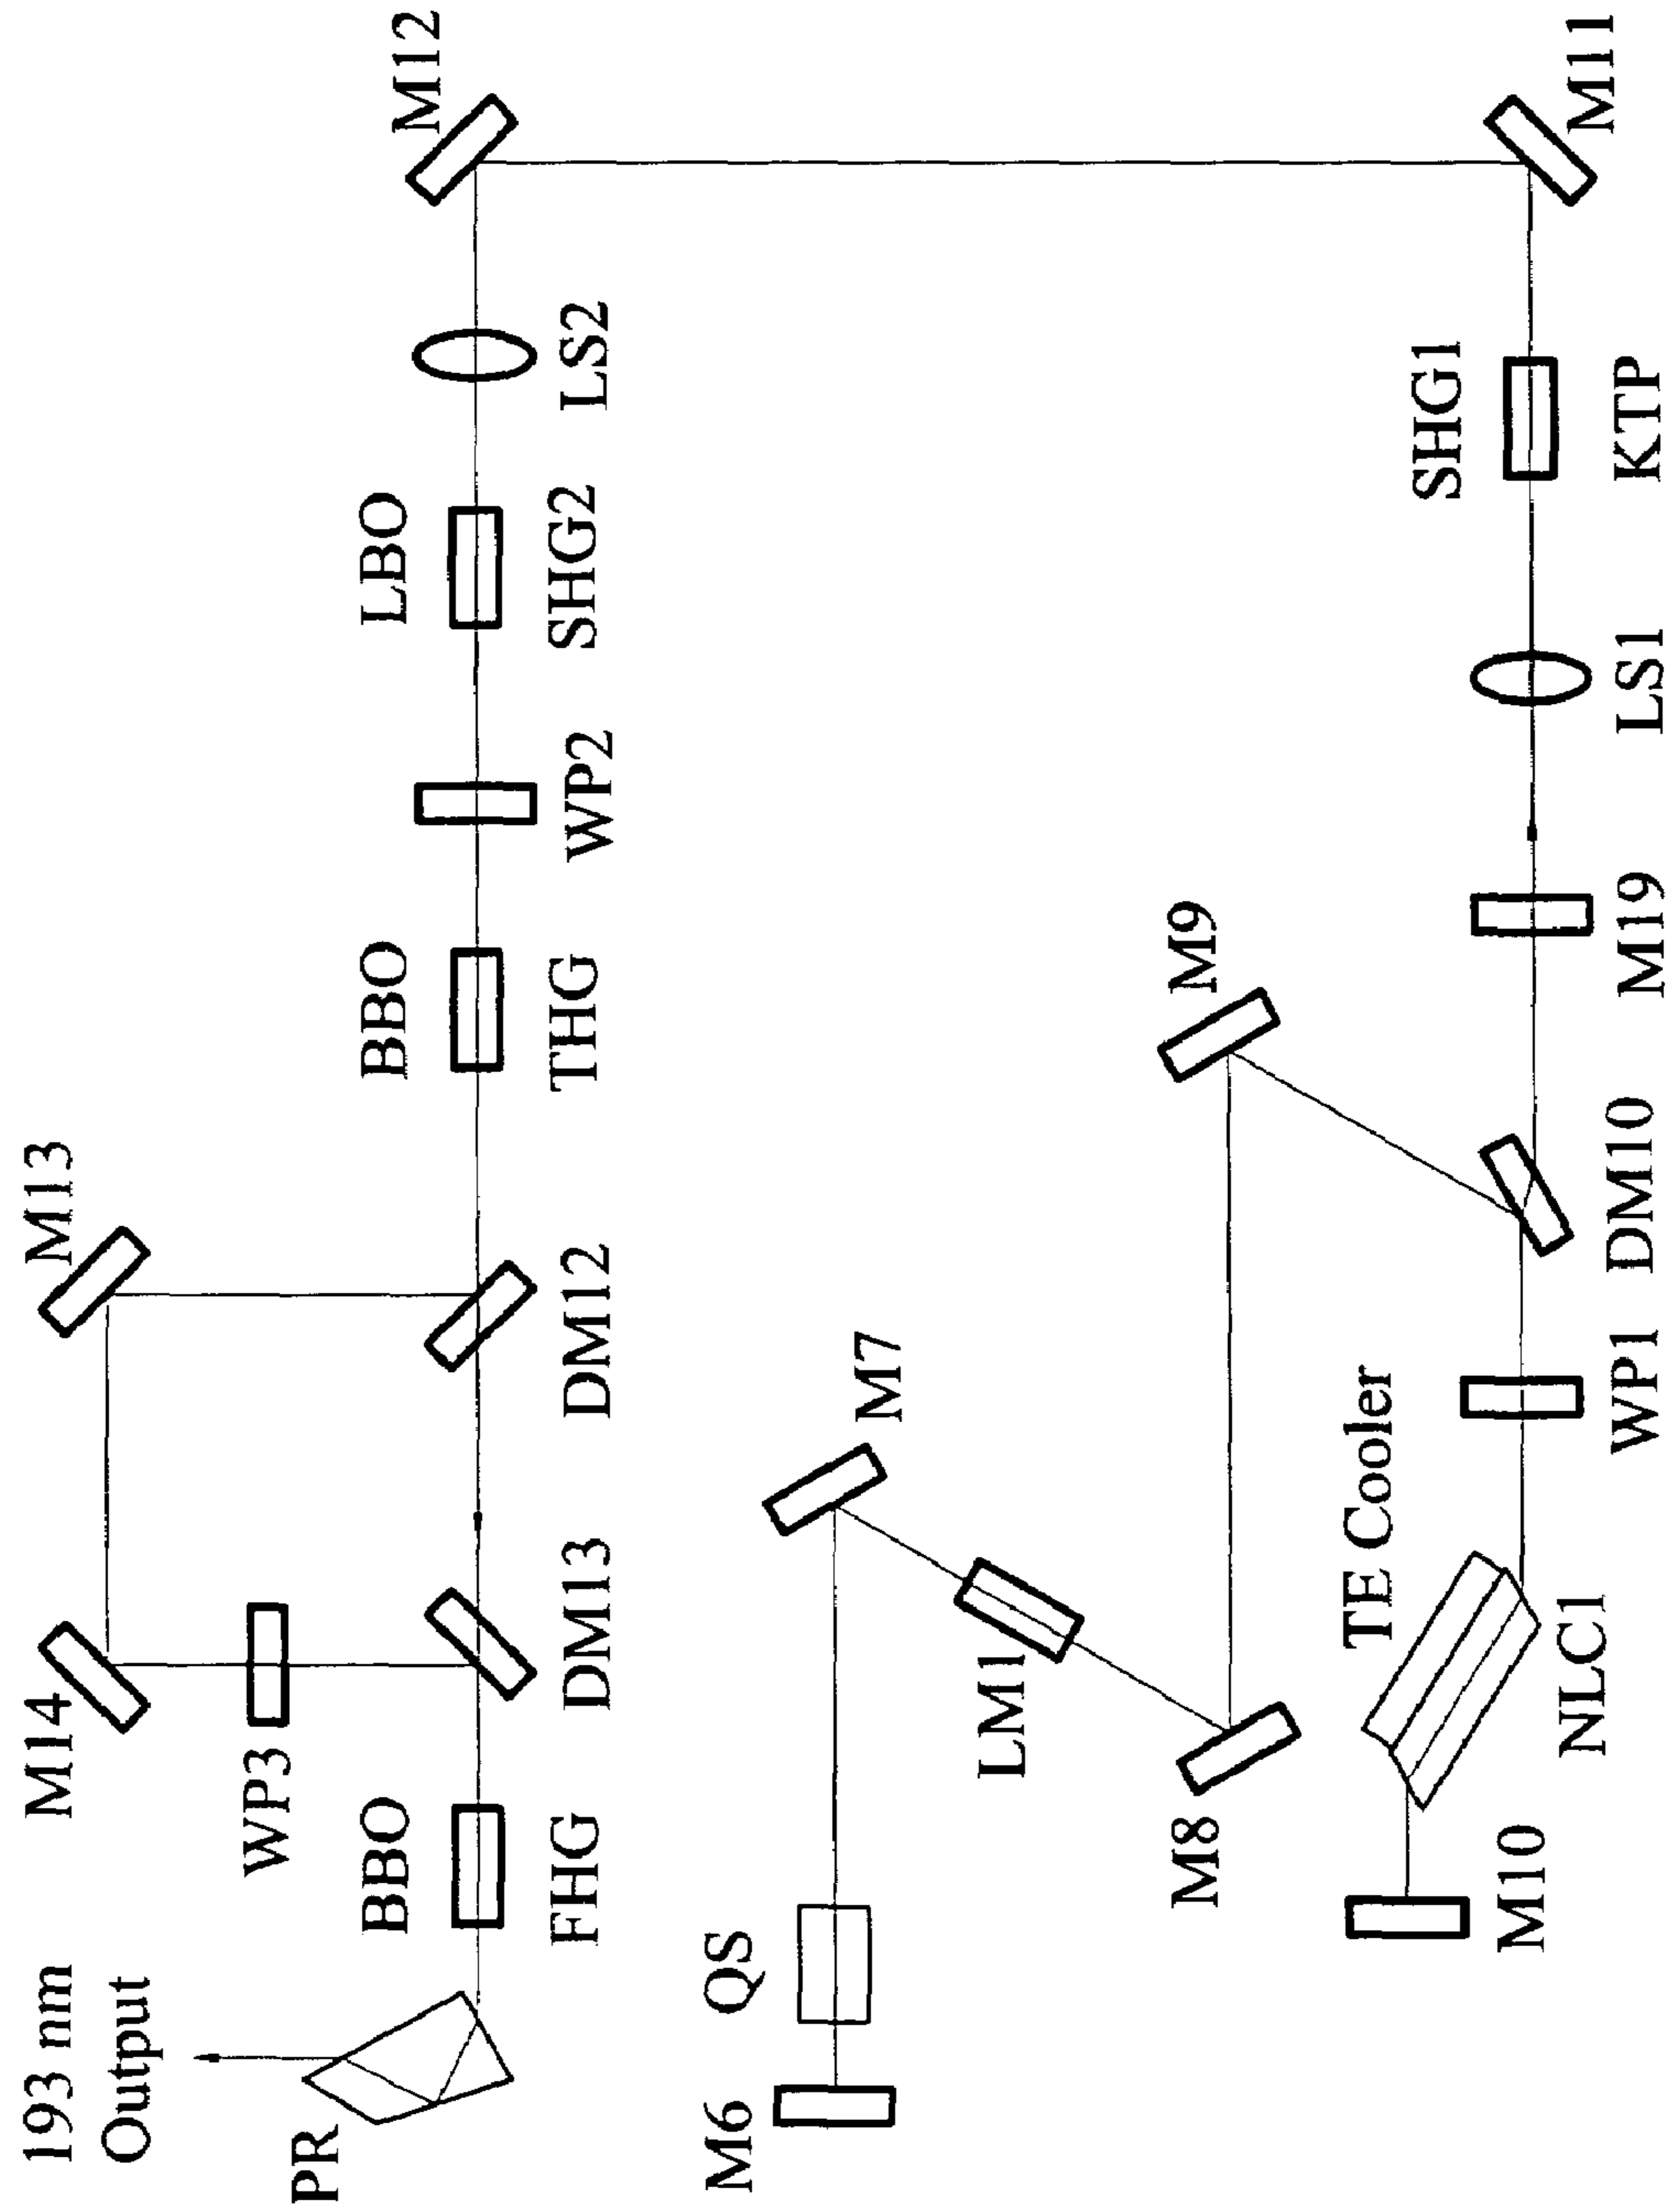 193 nm
Output
PR
M14
M13
WP3
BBO
FHG
DM13
DM12
BBO
THG
WP2
LBO
SHG2
LS2
M12
M6
QS
M7
LM1
M8
M9
M10
TE Cooler
NLC1
WP1
DM10
M19
LS1
SHG1
KTP
M11